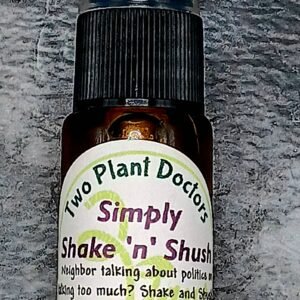 Two Plant Doctors
Simply
Shake 'n' Shush
Neighbor talking about politics
too much? Shake and